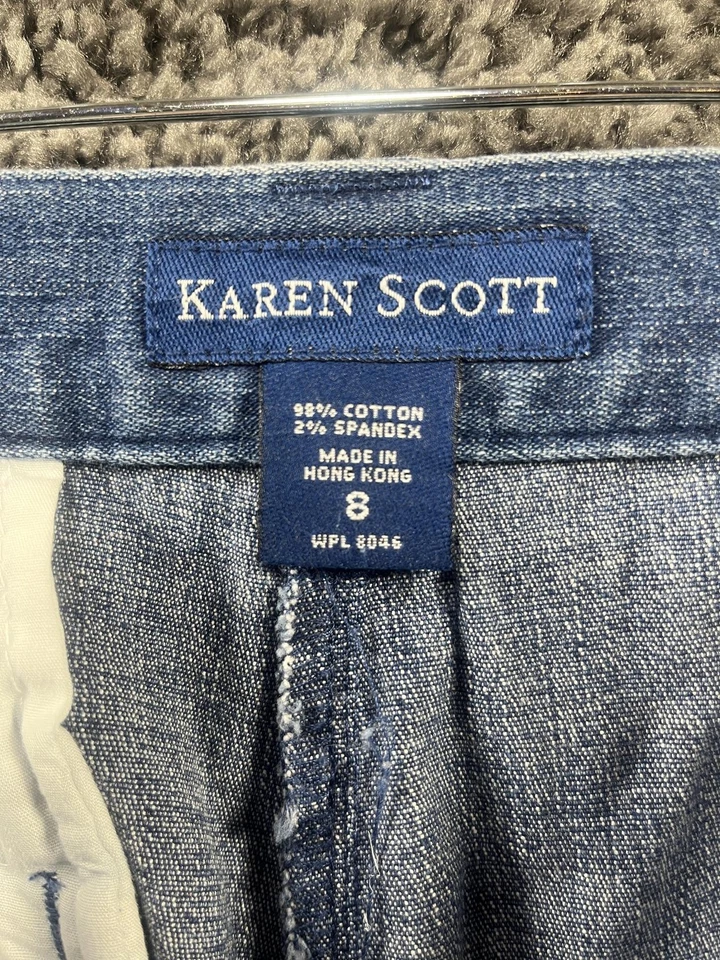 KAREN SCOTT
98% COTTON
2% SPANDEX
MADE IN
HONG KONG
8
WPL 8046